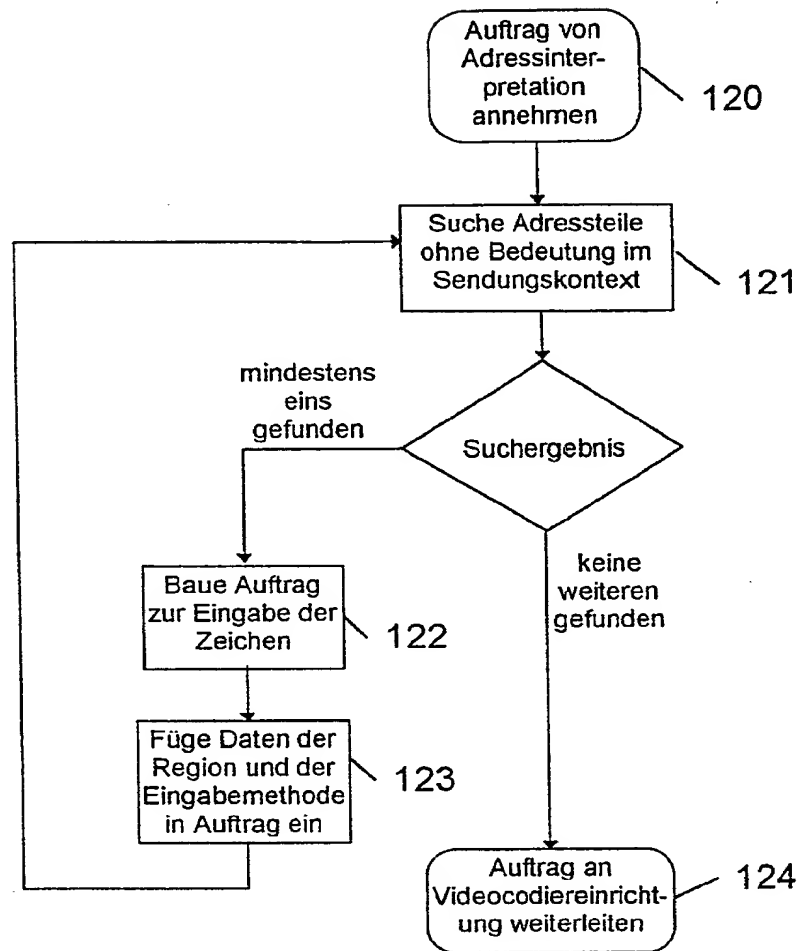 Auftrag von
Adressinter-
pretation
annehmen
120
Suche Adressteile
ohne Bedeutung im
Sendungskontext
121
mindestens
eins
gefunden
Suchergebnis
keine
weiteren
gefunden
Baue Auftrag
zur Eingabe der
Zeichen
122
Füge Daten der
Region und der
Eingabemethode
in Auftrag ein
123
Auftrag an
Videocodiereinricht-
ung weiterleiten
124